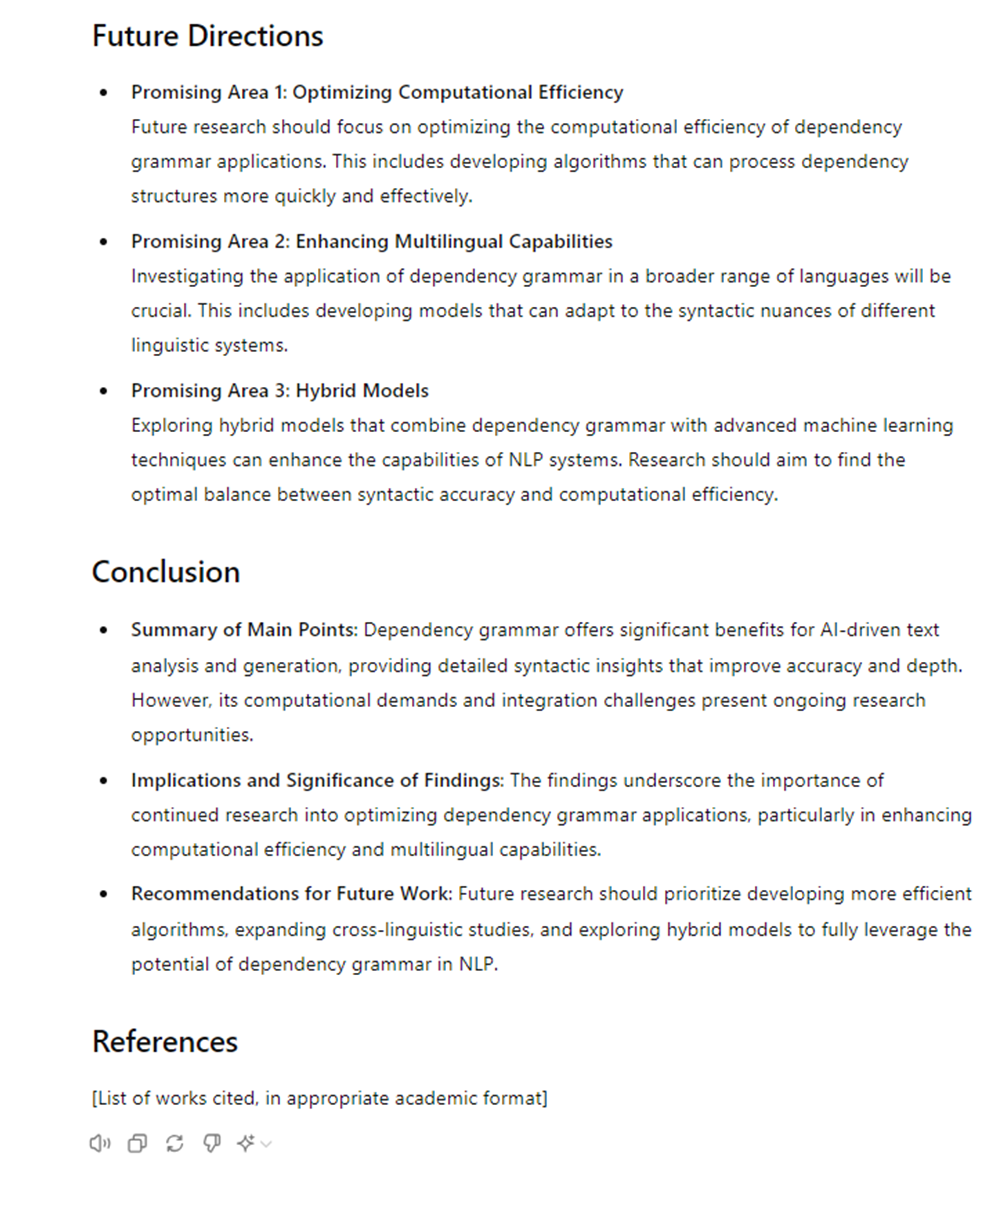 Future Directions
Promising Area 1: Optimizing Computational Efficiency
Future research should focus on optimizing the computational efficiency of dependency
grammar applications. This includes developing algorithms that can process dependency
structures more quickly and effectively.
Promising Area 2: Enhancing Multilingual Capabilities
Investigating the application of dependency grammar in a broader range of languages will be
crucial. This includes developing models that can adapt to the syntactic nuances of different
linguistic systems.
Promising Area 3: Hybrid Models
Exploring hybrid models that combine dependency grammar with advanced machine learning
techniques can enhance the capabilities of NLP systems. Research should aim to find the
optimal balance between syntactic accuracy and computational efficiency.
Conclusion
Summary of Main Points: Dependency grammar offers significant benefits for AI-driven text
analysis and generation, providing detailed syntactic insights that improve accuracy and depth.
However, its computational demands and integration challenges present ongoing research
opportunities.
Implications and Significance of Findings: The findings underscore the importance of
continued research into optimizing dependency grammar applications, particularly in enhancing
computational efficiency and multilingual capabilities.
Recommendations for Future Work: Future research should prioritize developing more efficient
algorithms, expanding cross-linguistic studies, and exploring hybrid models to fully leverage the
potential of dependency grammar in NLP.
References
[List of works cited, in appropriate academic format]